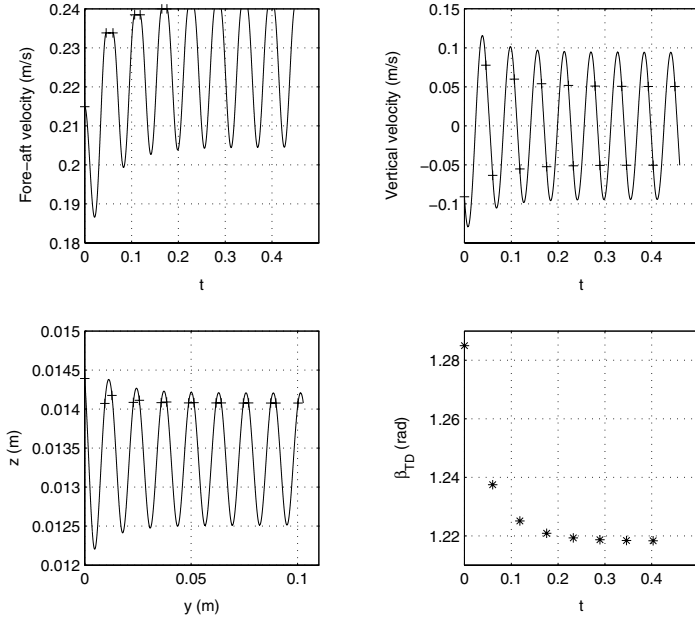 0.24
0.23
0.22
0.21
0.2
0.19
0.18
Fore−aft velocity (m/s)
0 0.1 0.2 0.3 0.4
t
0.15
0.1
0.05
0
−0.05
−0.1
Vertical velocity (m/s)
0 0.1 0.2 0.3 0.4
t
0.015
0.0145
0.014
0.0135
0.013
0.0125
0.012
z (m)
0 0.05 0.1
y (m)
1.28
1.26
1.24
1.22
βTD (rad)
0 0.1 0.2 0.3 0.4
t